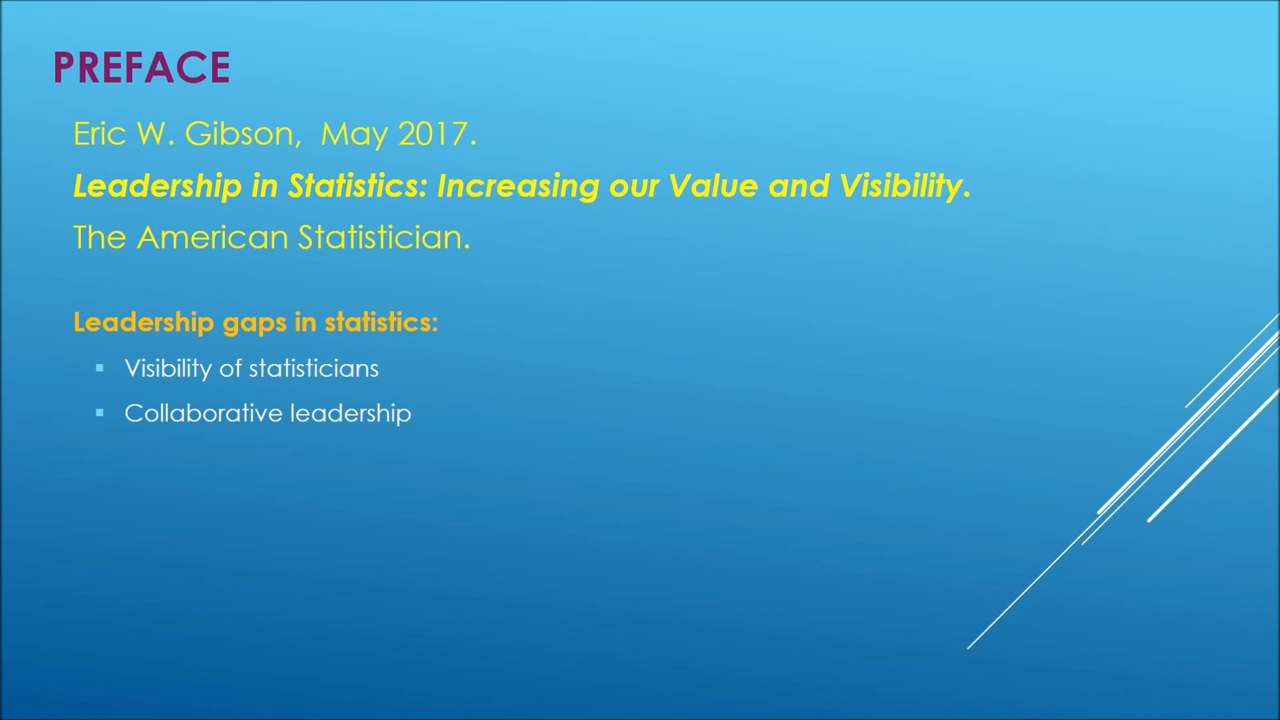 PREFACE
Eric W. Gibson, May 2017.
Leadership in Statistics: Increasing our Value and Visibility.
The American Statistician.
Leadership gaps in statistics:
Visibility of statisticians
Collaborative leadership